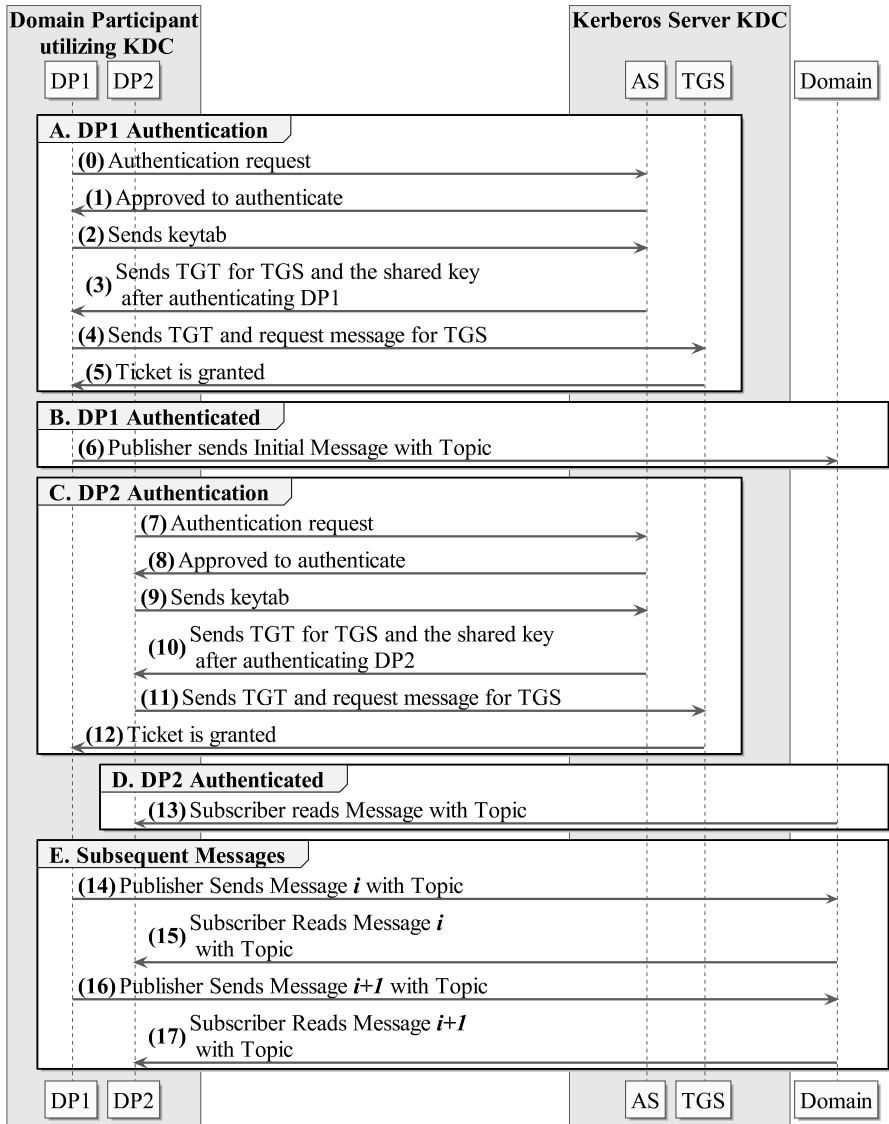 Domain Participant
utilizing KDC
Kerberos Server KDC
DP1 DP2 AS TGS Domain
A. DP1 Authentication
(0) Authentication request
(1) Approved to authenticate
(2) Sends keytab
(3) Sends TGT for TGS and the shared key
after authenticating DP1
(4) Sends TGT and request message for TGS
(5) Ticket is granted
B. DP1 Authenticated
(6) Publisher sends Initial Message with Topic
C. DP2 Authentication
(7) Authentication request
(8) Approved to authenticate
(9) Sends keytab
(10) Sends TGT for TGS and the shared key
after authenticating DP2
(11) Sends TGT and request message for TGS
(12) Ticket is granted
D. DP2 Authenticated
(13) Subscriber reads Message with Topic
E. Subsequent Messages
(14) Publisher Sends Message i with Topic
(15) Subscriber Reads Message i
with Topic
(16) Publisher Sends Message i+1 with Topic
(17) Subscriber Reads Message i+1
with Topic
DP1 DP2 AS TGS Domain